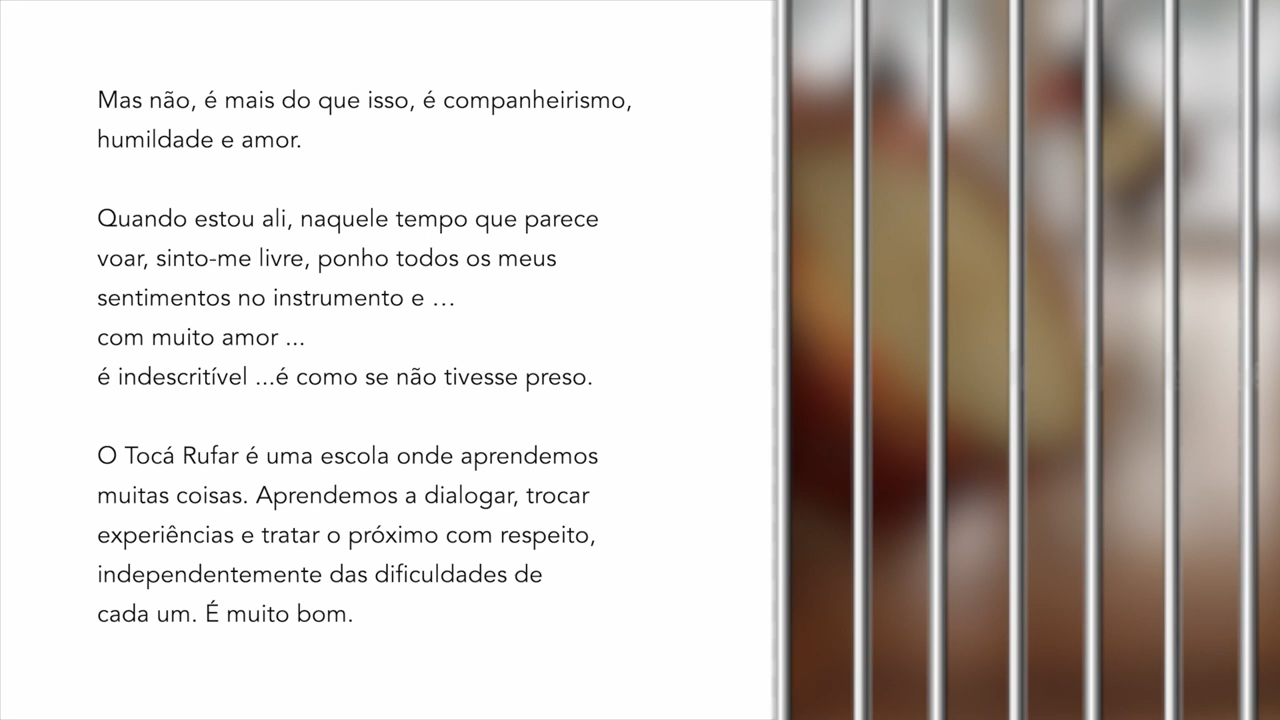 Mas não, é mais do que isso, é companheirismo,
humildade e amor.
Quando estou ali, naquele tempo que parece
voar, sinto-me livre, ponho todos os meus
sentimentos no instrumento e …
com muito amor ...
é indescritível ...é como se não tivesse preso.
O Tocá Rufar é uma escola onde aprendemos
muitas coisas. Aprendemos a dialogar, trocar
experiências e tratar o próximo com respeito,
independentemente das dificuldades de
cada um. É muito bom.